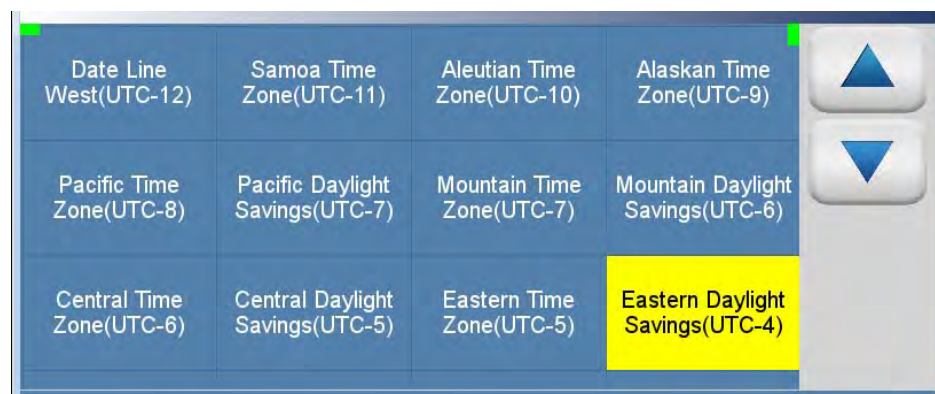 Date Line
West(UTC-12)
Samoa Time
Zone(UTC-11)
Aleutian Time
Zone(UTC-10)
Alaskan Time
Zone(UTC-9)
Pacific Time
Zone(UTC-8)
Pacific Daylight
Savings(UTC-7)
Mountain Time
Zone(UTC-7)
Mountain Daylight
Savings(UTC-6)
Central Time
Zone(UTC-6)
Central Daylight
Savings(UTC-5)
Eastern Time
Zone(UTC-5)
Eastern Daylight
Savings(UTC-4)